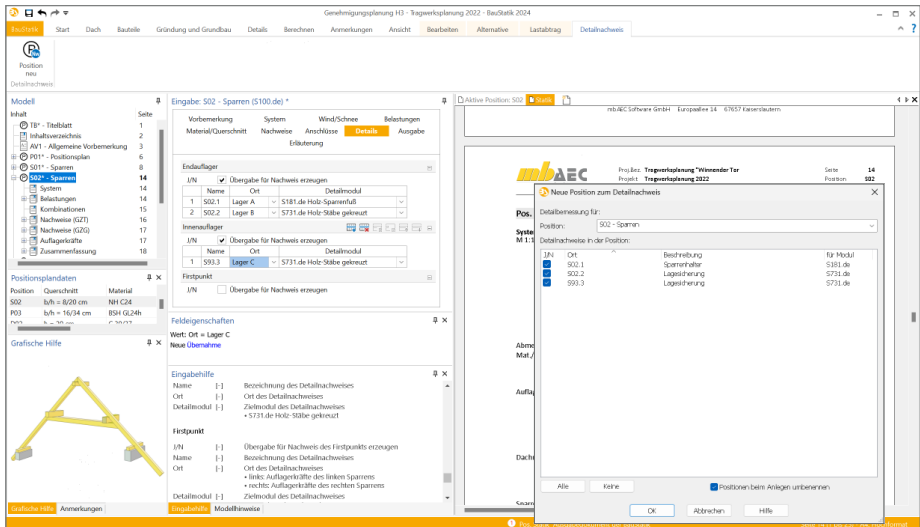 Genehmigungsplanung H3 - Tragwerksplanung 2022 - BauStatik 2024
BauStatik Start Dach Bauteile Gründung und Grundbau Details Berechnen Anmerkungen Ansicht Bearbeiten Alternative Lastabtrag Detailnachweis
Position
neu
Detailnachweis
Modell
Inhalt Seite
TB* - Titelblatt 1
Inhaltsverzeichnis 2
AV1 - Allgemeine Vorbemerkung 3
P01* - Positionsplan 6
S01* - Sparren 8
S02* - Sparren 14
System 14
Belastungen 14
Kombinationen 15
Nachweise (GZT) 16
Nachweise (GZG) 17
Auflagerkräfte 17
Zusammenfassung 18
Positionsplandaten
Position Querschnitt Material
S02 b/h = 8/20 cm NH C24
P03 b/h = 16/34 cm BSH GL24h
Grafische Hilfe
Grafische Hilfe Anmerkungen
Eingabe: S02 - Sparren (S100.de) *
Vorbemerkung System Wind/Schnee Belastungen
Material/Querschnitt Nachweise Anschlüsse Details Ausgabe
Erläuterung
Endauflager
J/N Übergabe für Nachweis erzeugen
Name Ort Detailmodul
1 S02.1 Lager A S181.de Holz-Sparrenfuß
2 S02.2 Lager B S731.de Holz-Stäbe gekreuzt
Innenauflager
J/N Übergabe für Nachweis erzeugen
Name Ort Detailmodul
1 S93.3 Lager C S731.de Holz-Stäbe gekreuzt
Firstpunkt
J/N Übergabe für Nachweis erzeugen
Feldeigenschaften
Wert: Ort = Lager C
Neue Übernahme
Eingabehilfe
Name [-] Bezeichnung des Detailnachweises
Ort [-] Ort des Detailnachweises
Detailmodul [-] Zielmodul des Detailnachweises
• S731.de Holz-Stäbe gekreuzt
Firstpunkt
J/N [-] Übergabe für Nachweis des Firstpunkts erzeugen
Name [-] Bezeichnung des Detailnachweises
Ort [-] Ort des Detailnachweises
• links: Auflagerkräfte des linken Sparrens
• rechts: Auflagerkräfte des rechten Sparrens
Detailmodul [-] Zielmodul des Detailnachweises
Eingabehilfe Modellhinweise
Aktive Position: S02 Statik
mb AEC Software GmbH Europaallee 14 67657 Kaiserslautern
mb AEC
Proj.Bez. Tragwerksplanung "Winnender Tor Seite 14
Projekt Tragwerksplanung 2022 Position S02
Pos.
Syste
M 1:1
Abme
Mat./
Auflag
Dach
Sparre
Neue Position zum Detailnachweis
Detailbemessung für:
Position: S02 - Sparren
Detailnachweise in der Position:
J/N Ort Beschreibung für Modul
S02.1 Sparrenhalter S181.de
S02.2 Lagesicherung S731.de
S93.3 Lagesicherung S731.de
Alle Keine Positionen beim Anlegen umbenennen
OK Abbrechen Hilfe